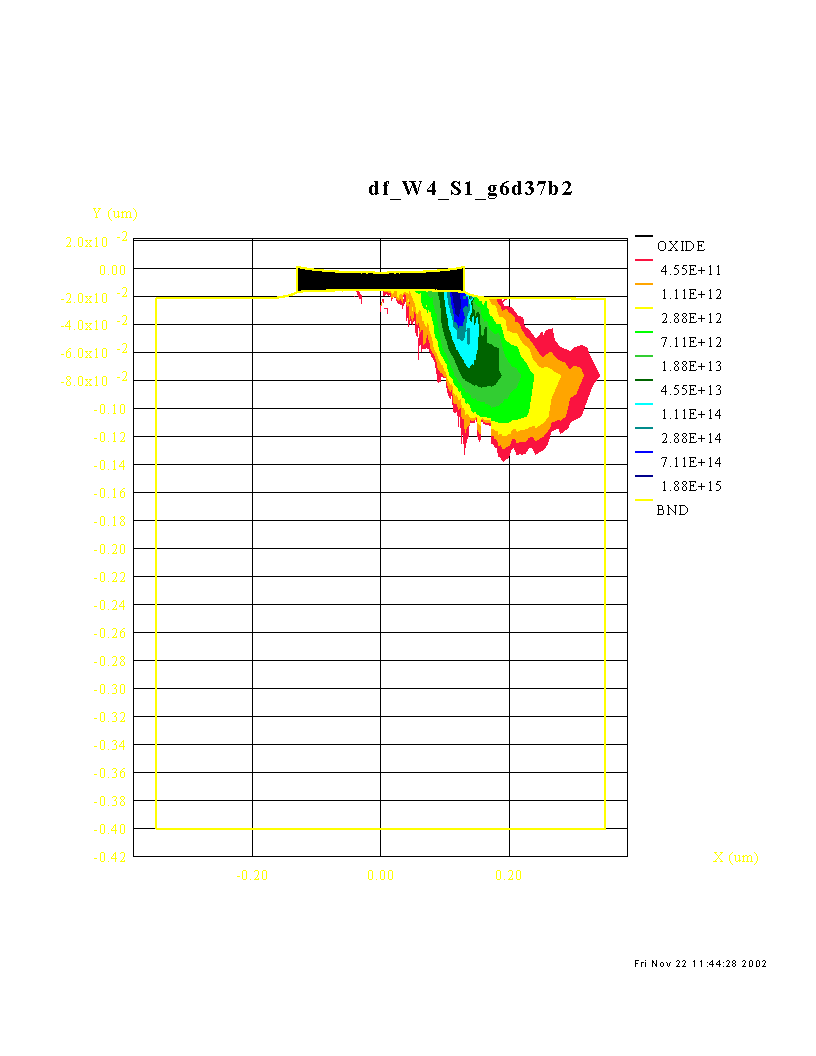 df_W4_S1_g6d37b2
Y (um)
2.0x10 -2
0.00
-2.0x10 -2
-4.0x10 -2
-6.0x10 -2
-8.0x10 -2
-0.10
-0.12
-0.14
-0.16
-0.18
-0.20
-0.22
-0.24
-0.26
-0.28
-0.30
-0.32
-0.34
-0.36
-0.38
-0.40
-0.42
-0.20
0.00
0.20
X (um)
OXIDE
4.55E+11
1.11E+12
2.88E+12
7.11E+12
1.88E+13
4.55E+13
1.11E+14
2.88E+14
7.11E+14
1.88E+15
BND
Fri Nov 22 11:44:28 2002